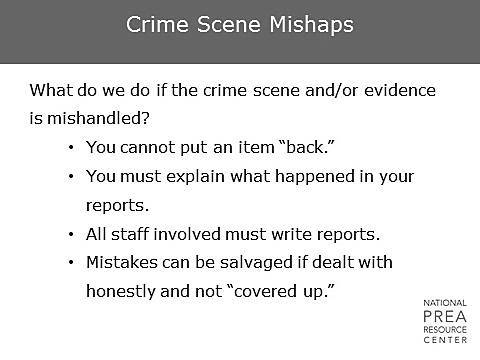 Crime Scene Mishaps
What do we do if the crime scene and/or evidence
is mishandled?
• You cannot put an item “back.”
• You must explain what happened in your
reports.
• All staff involved must write reports.
• Mistakes can be salvaged if dealt with
honestly and not “covered up.”
NATIONAL
PREA
RESOURCE
CENTER